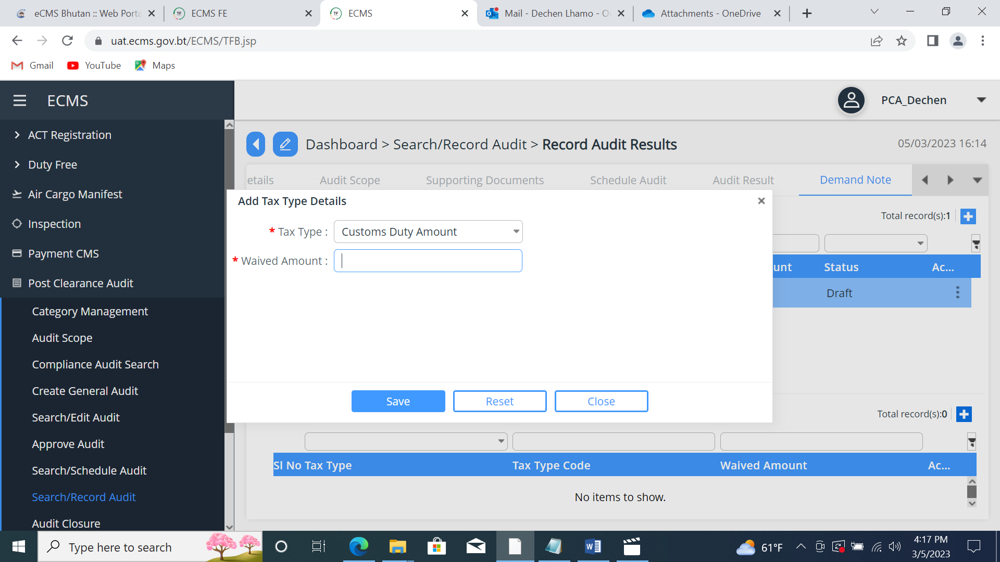 eCMS Bhutan :: Web Porta
ECMS FE
ECMS
Mail - Dechen Lhamo - O
Attachments - OneDrive
uat.ecms.gov.bt/ECMS/TFB.jsp
Gmail
YouTube
Maps
ECMS
PCA_Dechen
ACT Registration
Duty Free
Air Cargo Manifest
Inspection
Payment CMS
Post Clearance Audit
Category Management
Audit Scope
Compliance Audit Search
Create General Audit
Search/Edit Audit
Approve Audit
Search/Schedule Audit
Search/Record Audit
Audit Closure
Dashboard > Search/Record Audit > Record Audit Results
05/03/2023 16:14
etails
Audit Scope
Supporting Documents
Schedule Audit
Audit Result
Demand Note
Add Tax Type Details
* Tax Type :
Customs Duty Amount
* Waived Amount :
Save
Reset
Close
Total record(s):1
unt
Status
Ac...
Draft
Total record(s):0
Sl No
Tax Type
Tax Type Code
Waived Amount
Ac...
No items to show.
Type here to search
61°F
4:17 PM
3/5/2023